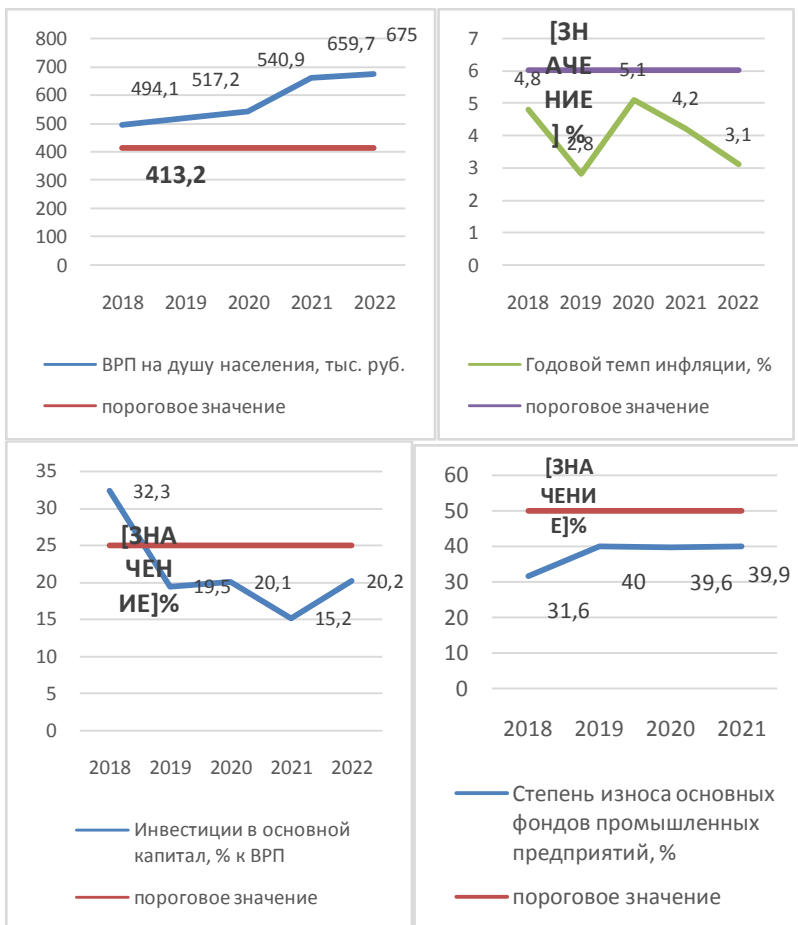 800
700
600
500
400
300
200
100
0
494,1
517,2
540,9
659,7
675
413,2
2018 2019 2020 2021 2022
ВРП на душу населения, тыс. руб.
пороговое значение
7
6
5
4
3
2
1
0
[ЗН
АЧЕ
НИЕ
] %
4,8
2,8
5,1
4,2
3,1
2018 2019 2020 2021 2022
Годовой темп инфляции, %
пороговое значение
35
30
25
20
15
10
5
0
32,3
[ЗНА
ЧЕН
ИЕ]%
19,5
20,1
15,2
20,2
2018 2019 2020 2021 2022
Инвестиции в основной
капитал, % к ВРП
пороговое значение
60
50
40
30
20
10
0
[ЗНА
ЧЕНИ
Е]%
31,6
40
39,6
39,9
2018 2019 2020 2021
Степень износа основных
фондов промышленных
предприятий, %
пороговое значение